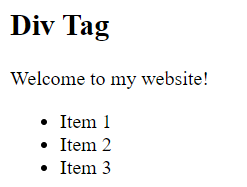 Div Tag
Welcome to my website!
• Item 1
• Item 2
• Item 3